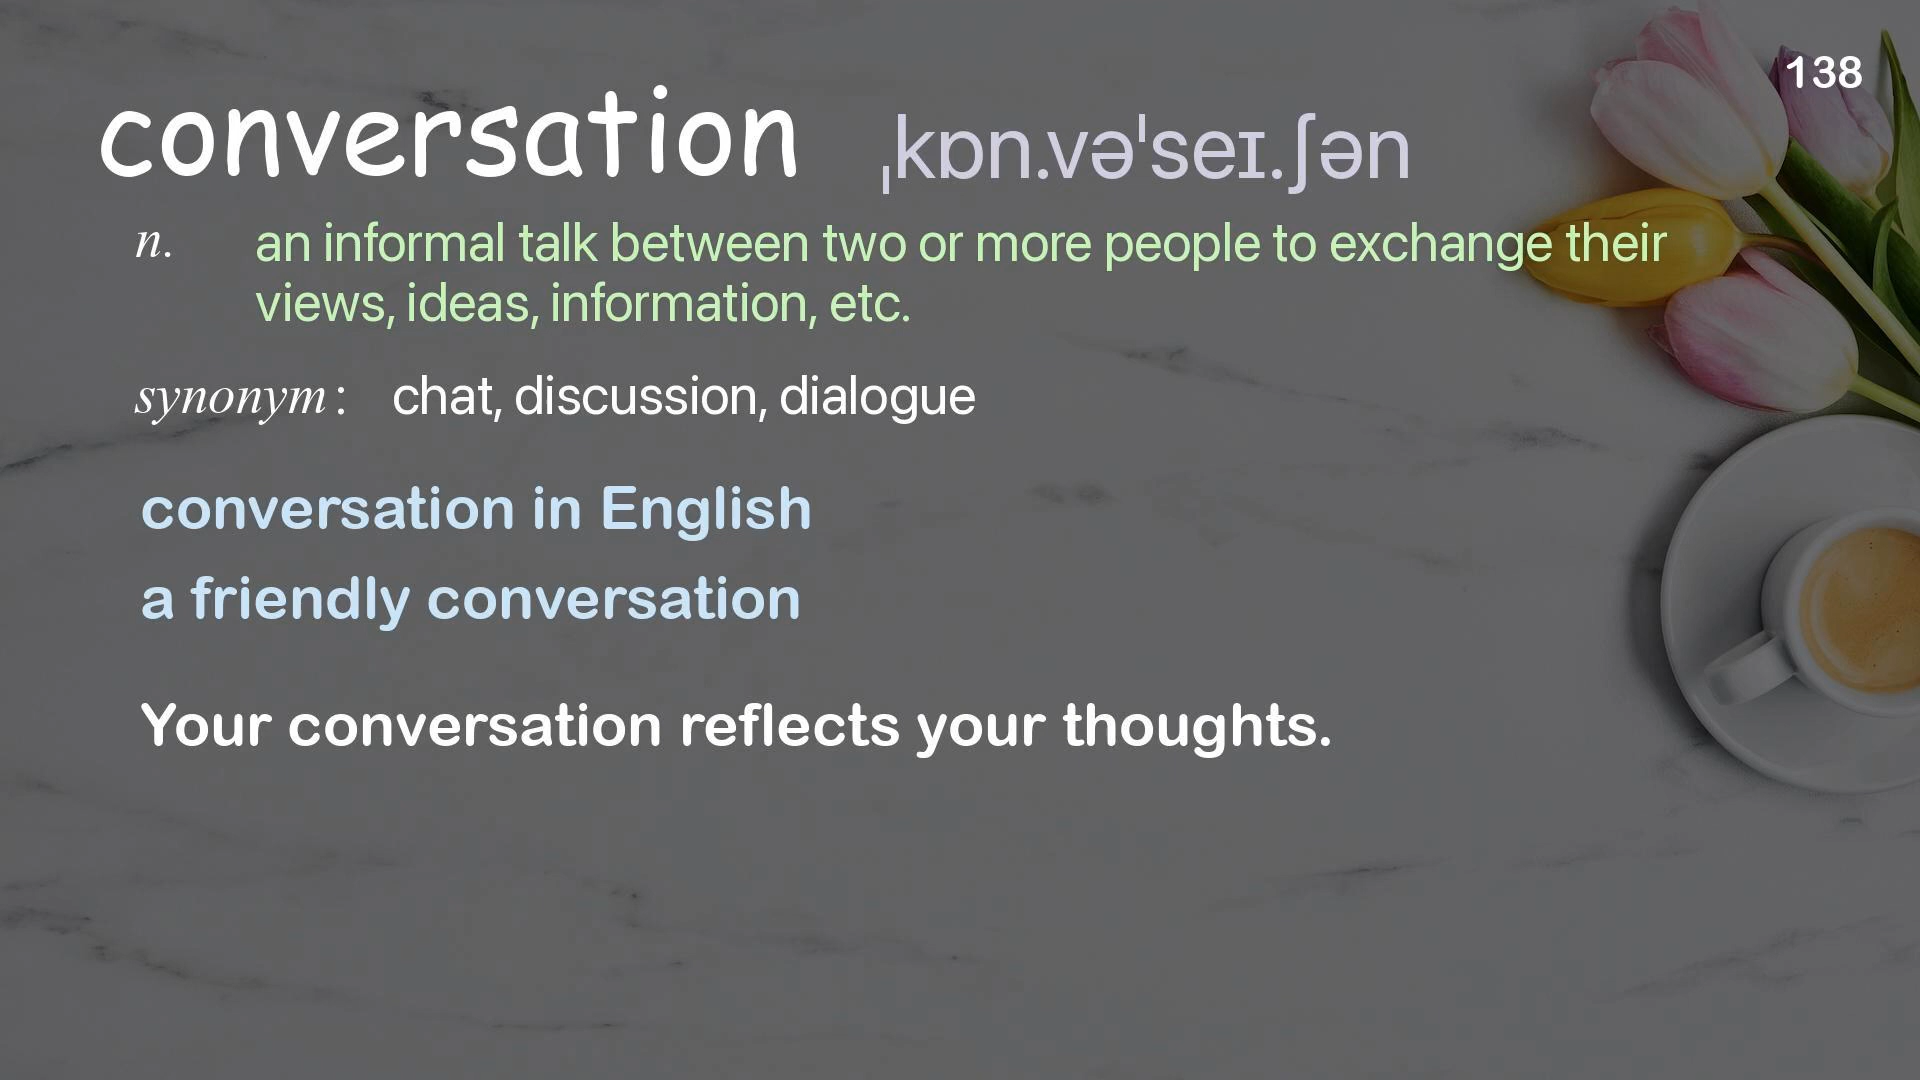 138
conversation ˌkɒn.vəˈseɪ.ʃən
n. an informal talk between two or more people to exchange their
views, ideas, information, etc.
synonym : chat, discussion, dialogue
conversation in English
a friendly conversation
Your conversation reflects your thoughts.